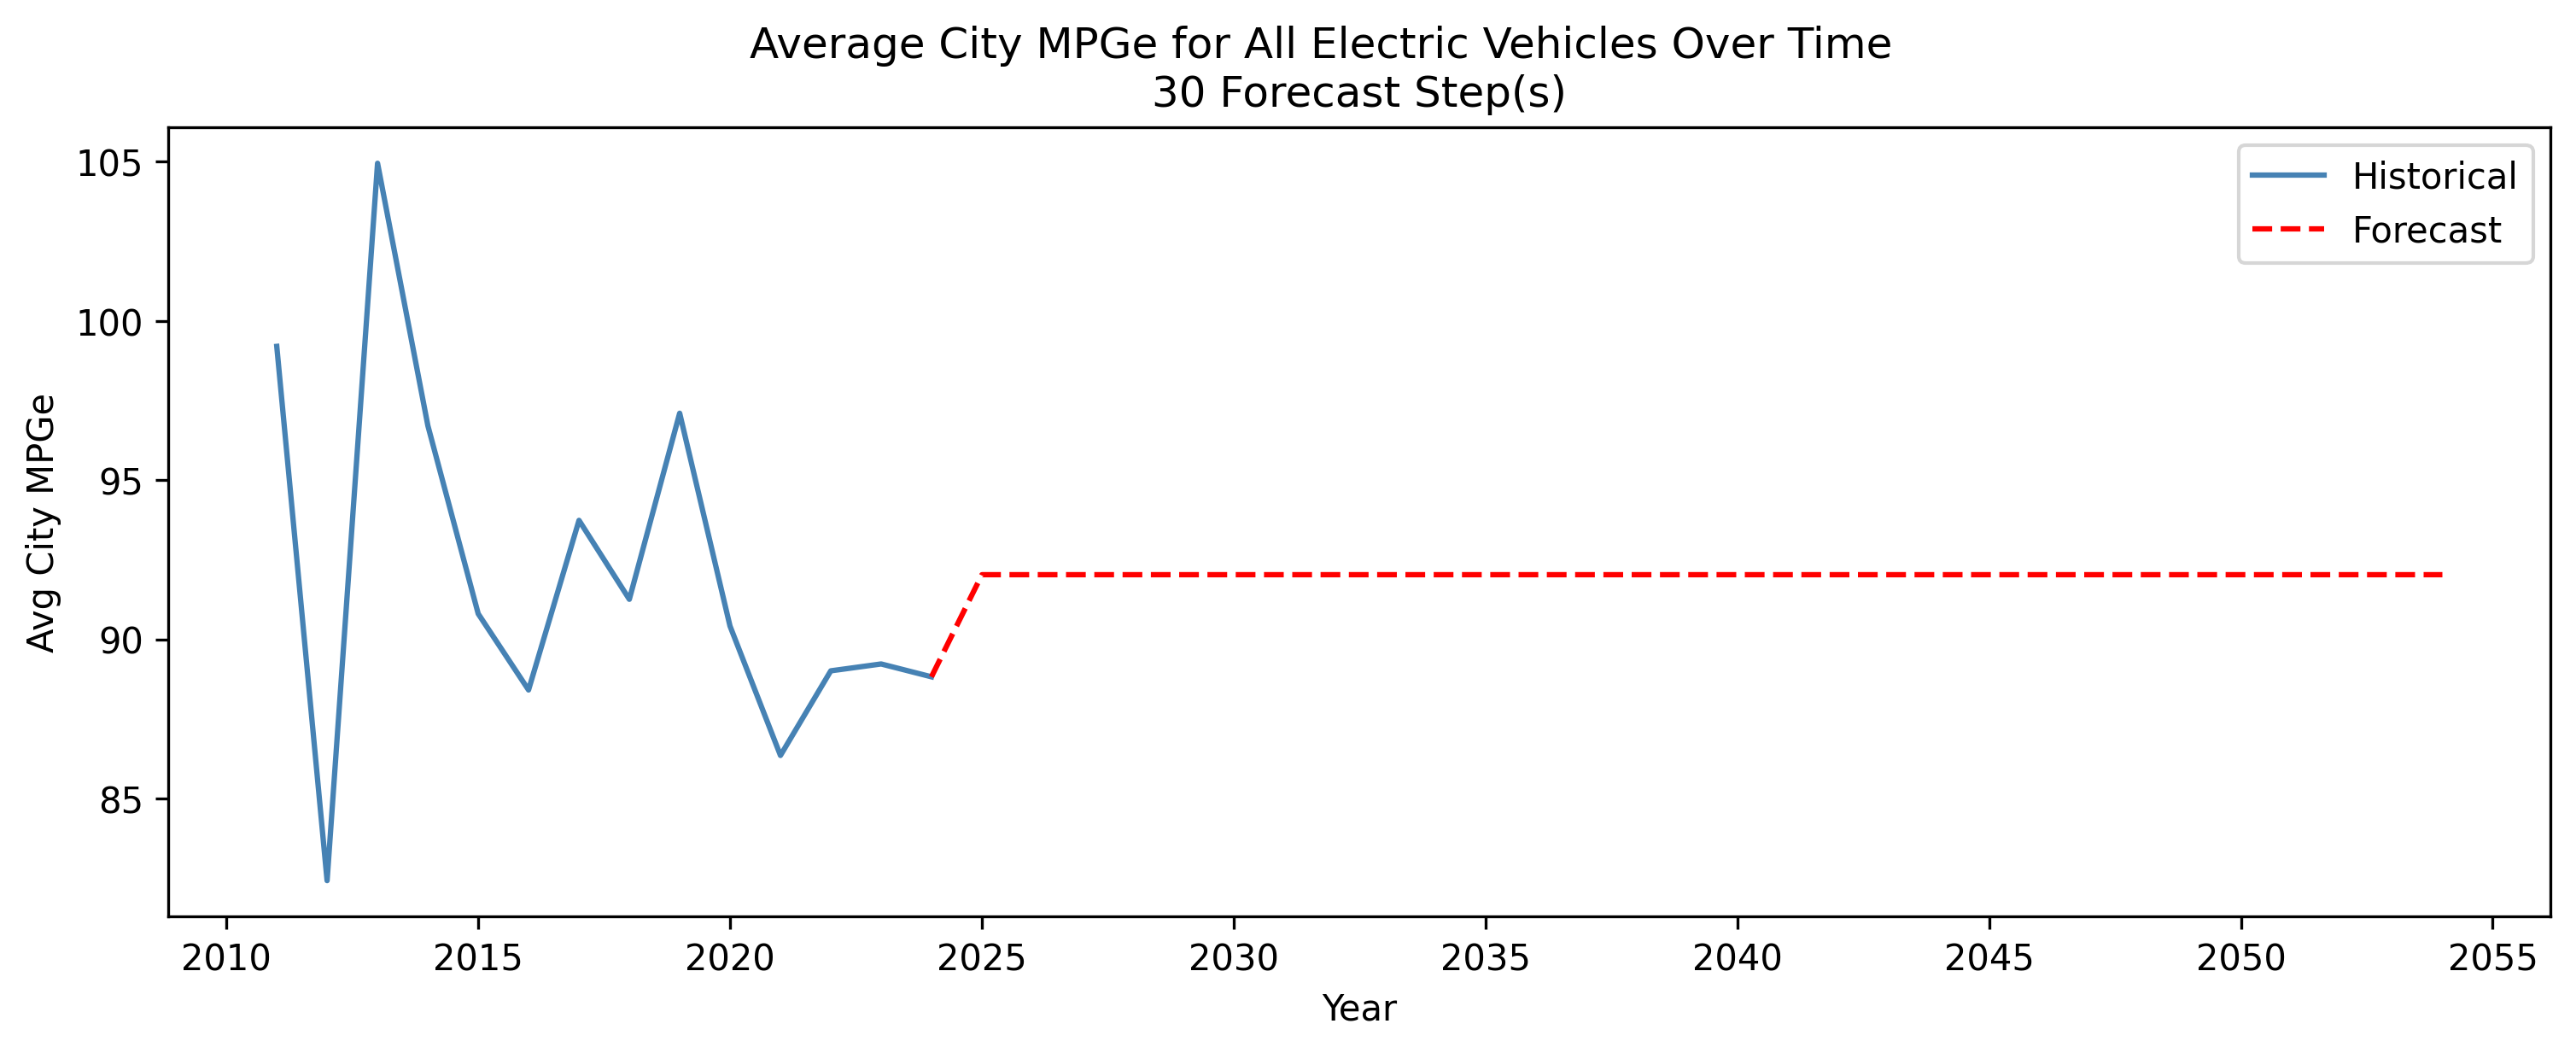 Average City MPGe for All Electric Vehicles Over Time
30 Forecast Step(s)
Historical
Forecast
Avg City MPGe
105
100
95
90
85
2010 2015 2020 2025 2030 2035 2040 2045 2050 2055
Year